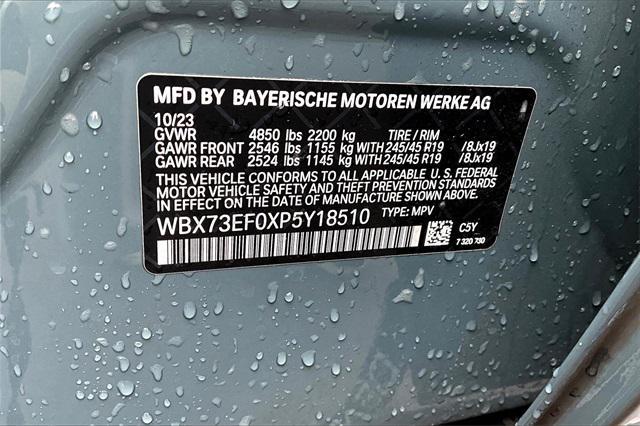 MFD BY BAYERISCHE MOTOREN WERKE AG
10/23
GVWR 4850 lbs 2200 kg TIRE / RIM
GAWR FRONT 2546 lbs 1155 kg WITH 245/45 R19 /8Jx19
GAWR REAR 2524 lbs 1145 kg WITH 245/45 R19 /8Jx19
THIS VEHICLE CONFORMS TO ALL APPLICABLE U. S. FEDERAL
MOTOR VEHICLE SAFETY AND THEFT PREVENTION STANDARDS
IN EFFECT ON THE DATE OF MANUFACTURE SHOWN ABOVE.
WBX73EF0XP5Y18510 TYPE: MPV
C5Y
7 320 730